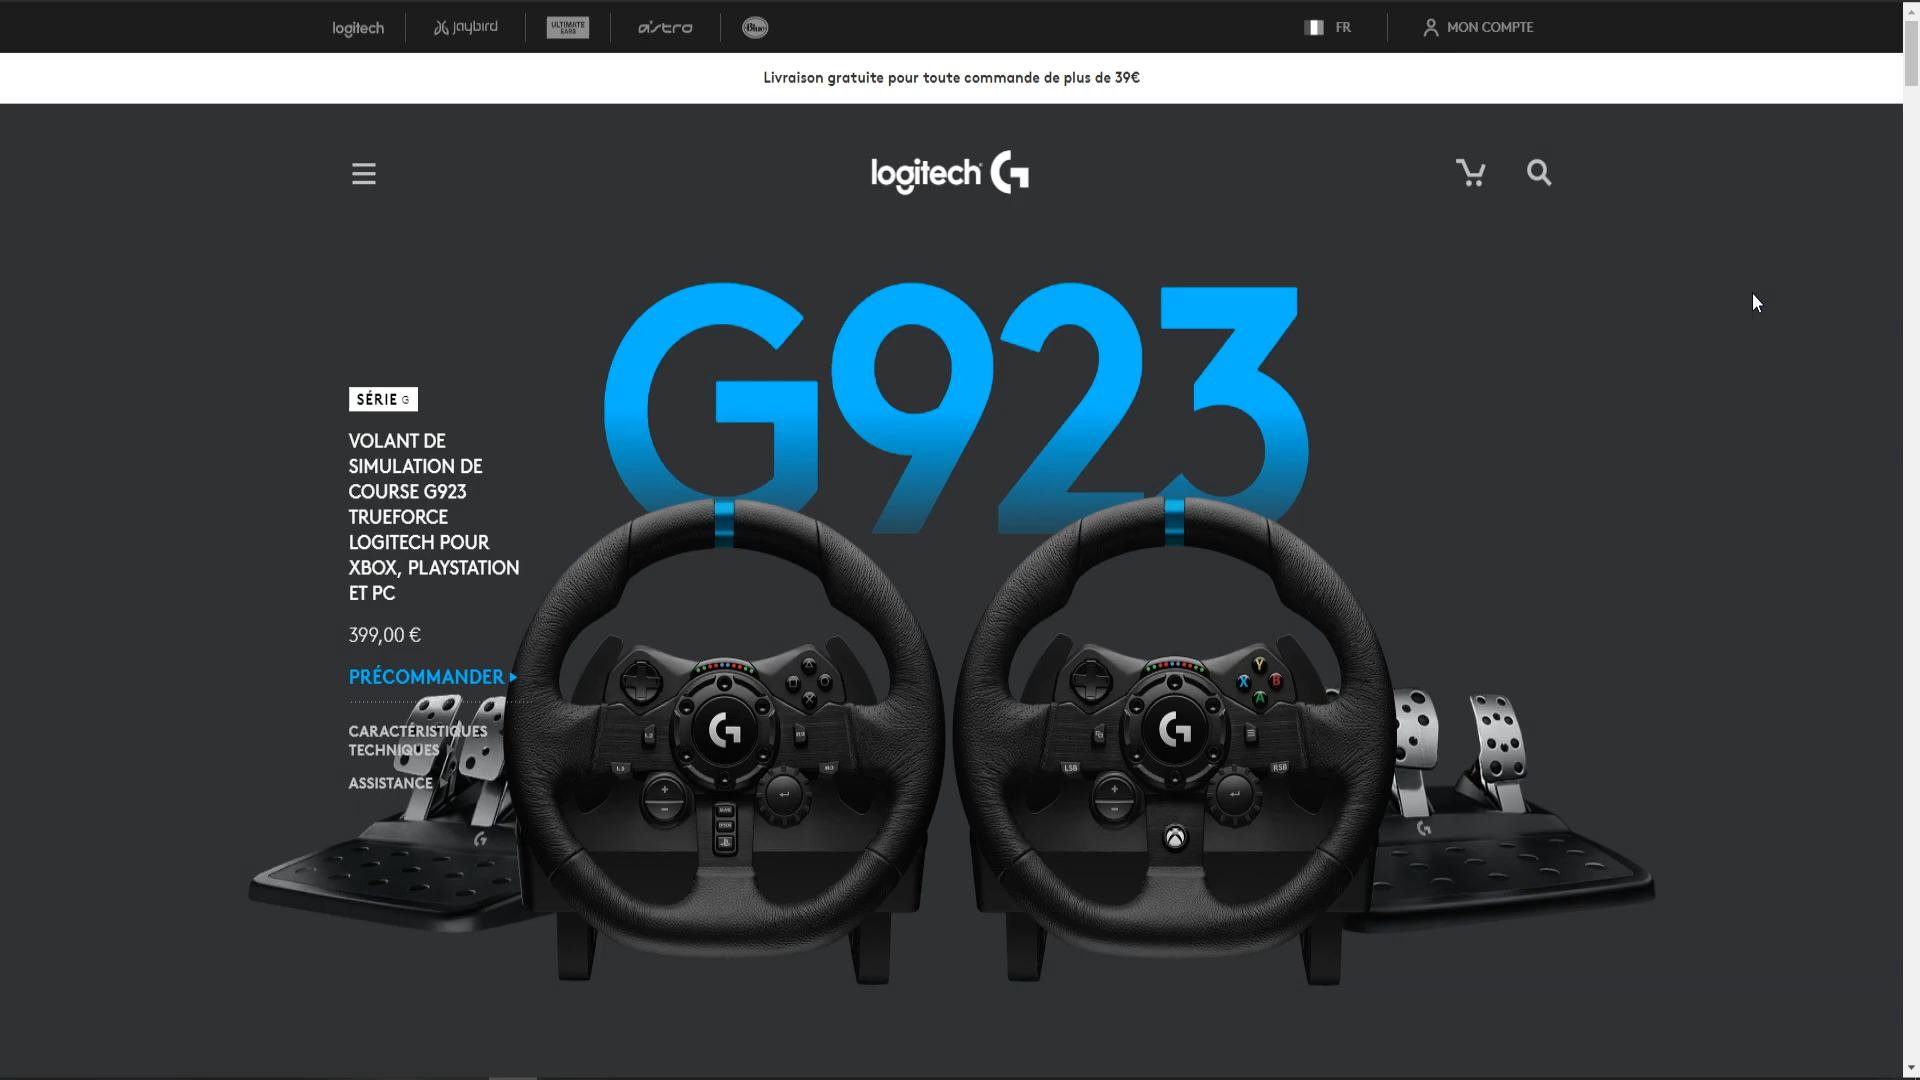 logitech
Jaybird
ULTIMATE
EARS
ASTRO
Blue
FR
MON COMPTE
Livraison gratuite pour toute commande de plus de 39€
logitech G
G923
SÉRIE G
VOLANT DE
SIMULATION DE
COURSE G923
TRUEFORCE
LOGITECH POUR
XBOX, PLAYSTATION
ET PC
399,00 €
PRÉCOMMANDER
CARACTÉRISTIQUES
TECHNIQUES
ASSISTANCE
Y
X B
A
LSB
RSB